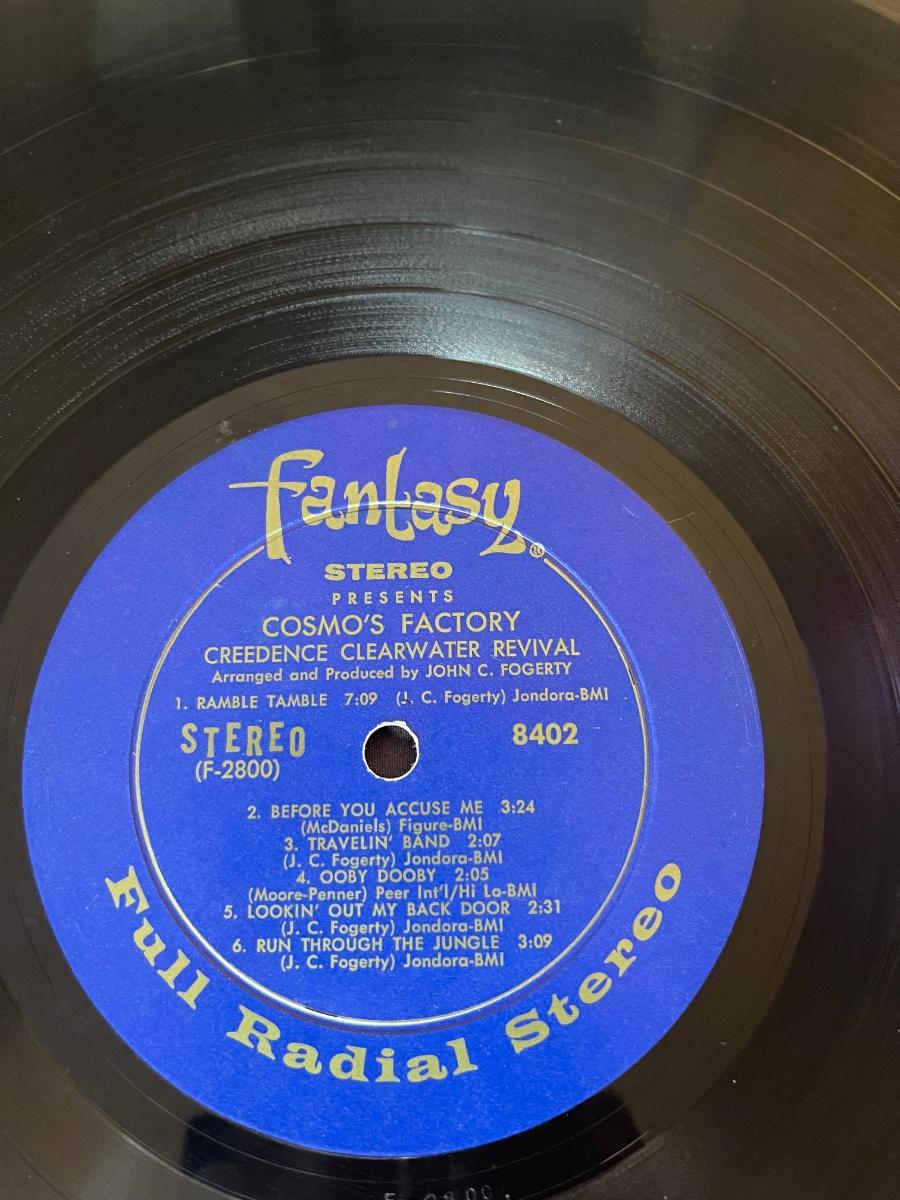 fantasy®
STEREO
PRESENTS
COSMO'S FACTORY
CREEDENCE CLEARWATER REVIVAL
Arranged and Produced by JOHN C. FOGERTY
1. RAMBLE TAMBLE 7:09 (J. C. Fogerty) Jondora-BMI
STEREO 8402
(F-2800)
2. BEFORE YOU ACCUSE ME 3:24
(McDaniels) Figure-BMI
3. TRAVELIN' BAND 2:07
(J. C. Fogerty) Jondora-BMI
4. OOBY DOOBY 2:05
(Moore-Penner) Peer Int'l/Hi Lo-BMI
5. LOOKIN' OUT MY BACK DOOR 2:31
(J. C. Fogerty) Jondora-BMI
6. RUN THROUGH THE JUNGLE 3:09
(J. C. Fogerty) Jondora-BMI
Full Radial Stereo